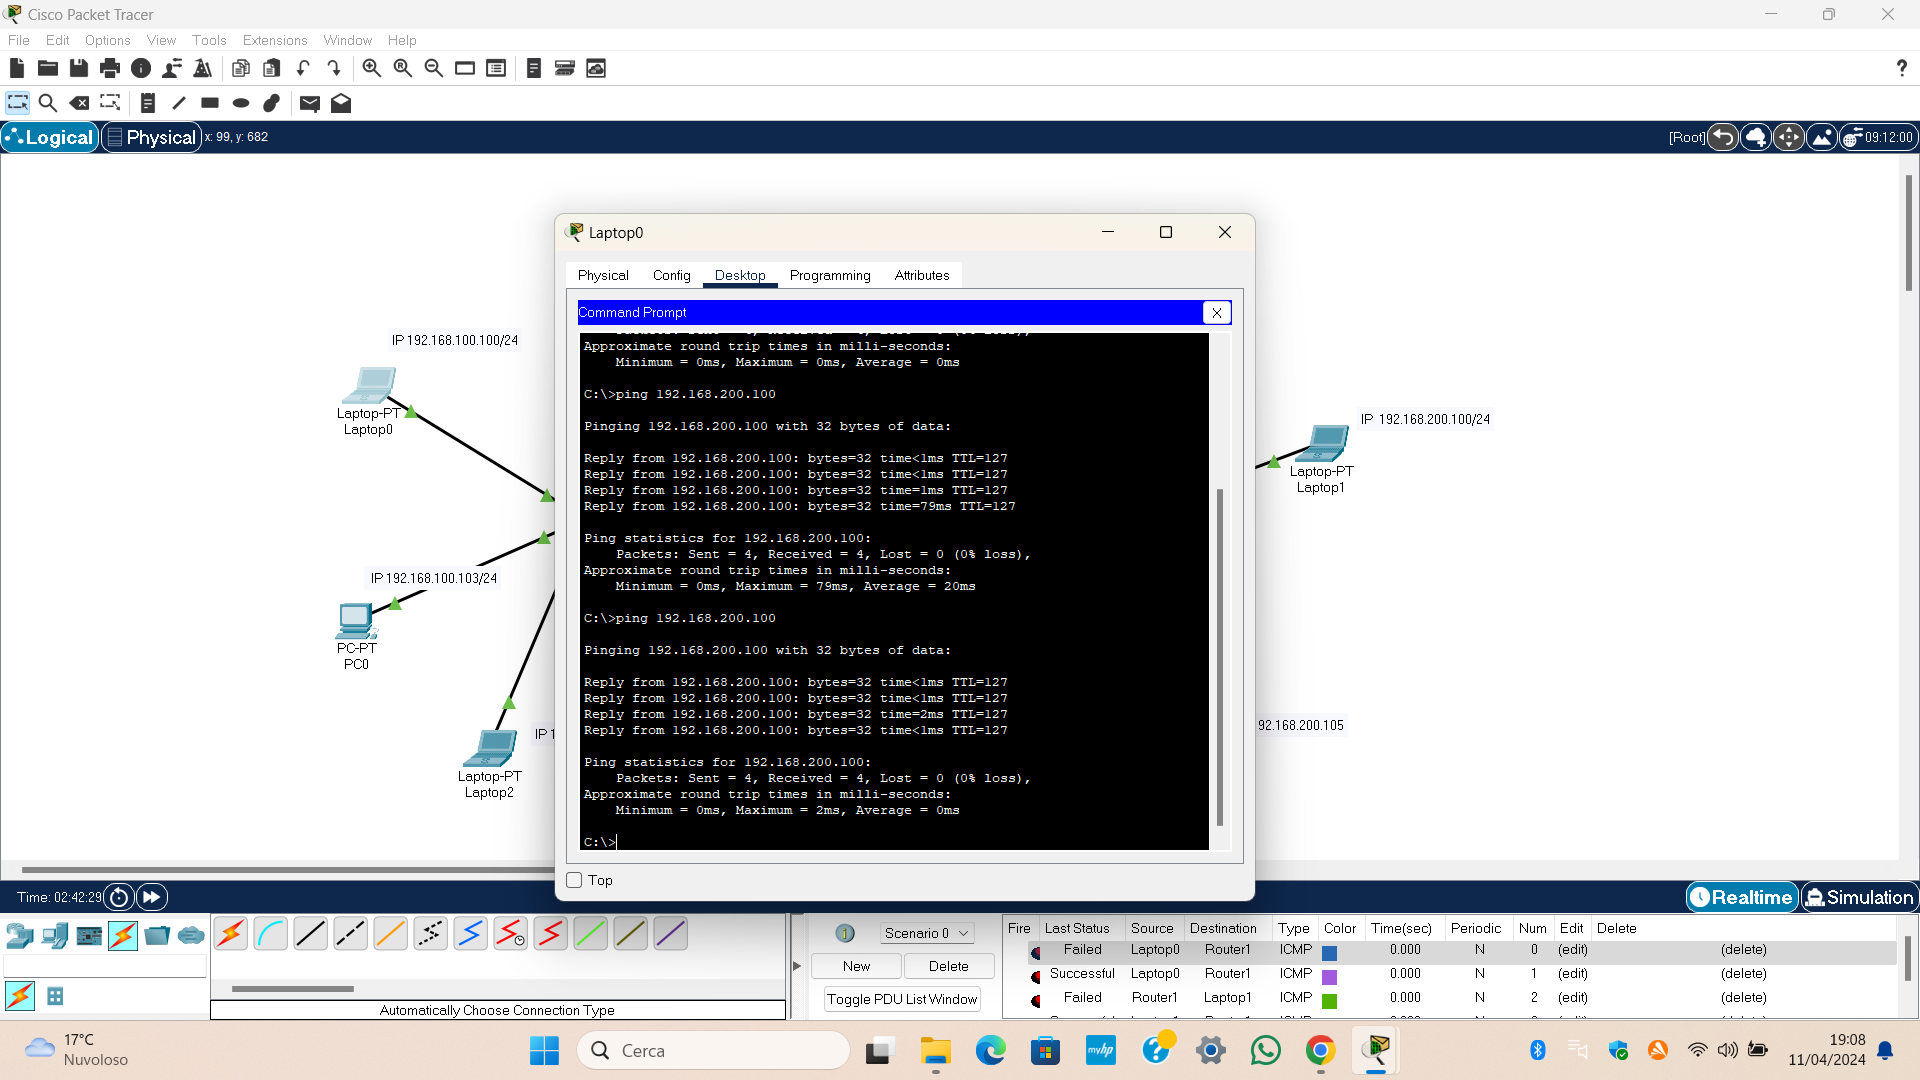 Cisco Packet Tracer
File Edit Options View Tools Extensions Window Help
?
Logical Physical x: 99, y: 682
[Root] 09:12:00
Laptop0
Physical Config Desktop Programming Attributes
Command Prompt
Approximate round trip times in milli-seconds:
Minimum = 0ms, Maximum = 0ms, Average = 0ms
C:\>ping 192.168.200.100
Pinging 192.168.200.100 with 32 bytes of data:
Reply from 192.168.200.100: bytes=32 time<1ms TTL=127
Reply from 192.168.200.100: bytes=32 time<1ms TTL=127
Reply from 192.168.200.100: bytes=32 time=1ms TTL=127
Reply from 192.168.200.100: bytes=32 time=79ms TTL=127
Ping statistics for 192.168.200.100:
Packets: Sent = 4, Received = 4, Lost = 0 (0% loss),
Approximate round trip times in milli-seconds:
Minimum = 0ms, Maximum = 79ms, Average = 20ms
C:\>ping 192.168.200.100
Pinging 192.168.200.100 with 32 bytes of data:
Reply from 192.168.200.100: bytes=32 time<1ms TTL=127
Reply from 192.168.200.100: bytes=32 time<1ms TTL=127
Reply from 192.168.200.100: bytes=32 time=2ms TTL=127
Reply from 192.168.200.100: bytes=32 time<1ms TTL=127
Ping statistics for 192.168.200.100:
Packets: Sent = 4, Received = 4, Lost = 0 (0% loss),
Approximate round trip times in milli-seconds:
Minimum = 0ms, Maximum = 2ms, Average = 0ms
C:\>
Top
IP 192.168.100.100/24
Laptop-PT
Laptop0
IP 192.168.100.103/24
PC-PT
PC0
IP 1
Laptop-PT
Laptop2
IP 192.168.200.100/24
Laptop-PT
Laptop1
92.168.200.105
Time: 02:42:29
Realtime Simulation
Automatically Choose Connection Type
1 Scenario 0
New Delete
Toggle PDU List Window
Fire Last Status Source Destination Type Color Time(sec) Periodic Num Edit Delete
Failed Laptop0 Router1 ICMP 0.000 N 0 (edit) (delete)
Successful Laptop0 Router1 ICMP 0.000 N 1 (edit) (delete)
Failed Router1 Laptop1 ICMP 0.000 N 2 (edit) (delete)
17°C
Nuvoloso
Cerca
myhp
?
19:08
11/04/2024